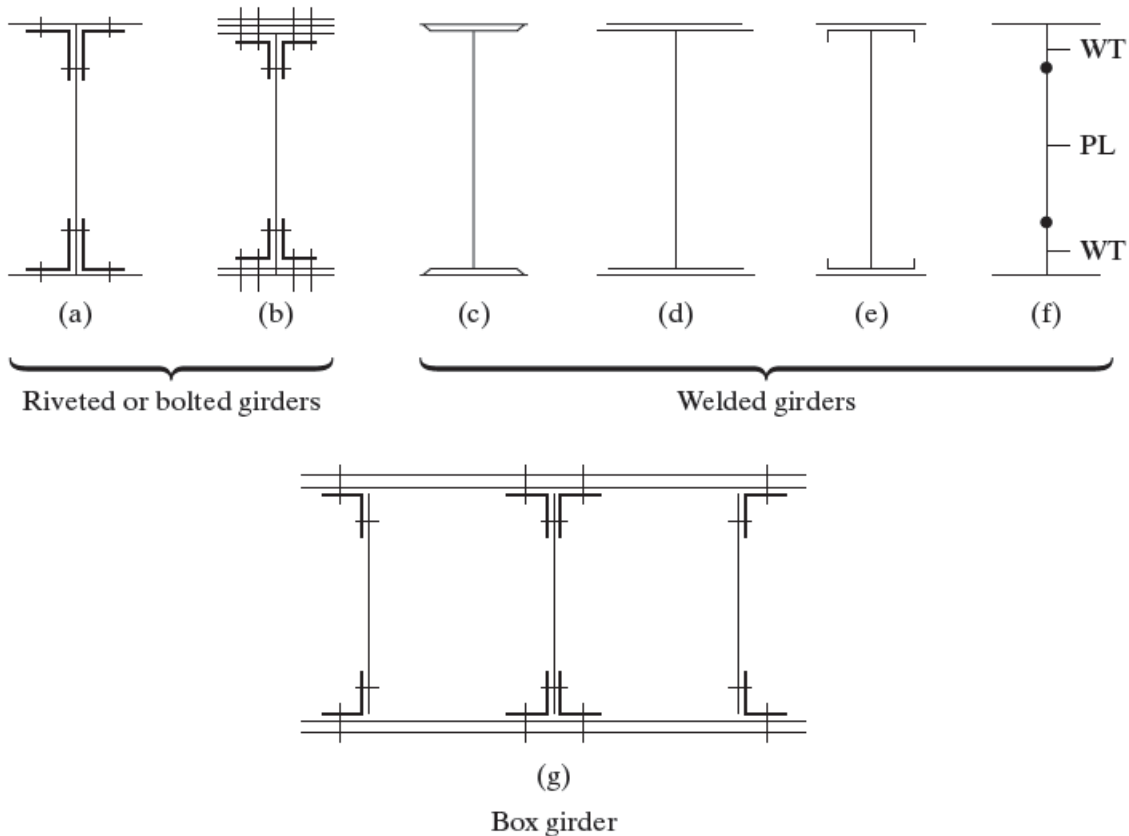 WT
PL
WT
(a) (b) (c) (d) (e) (f)
Riveted or bolted girders Welded girders
(g)
Box girder